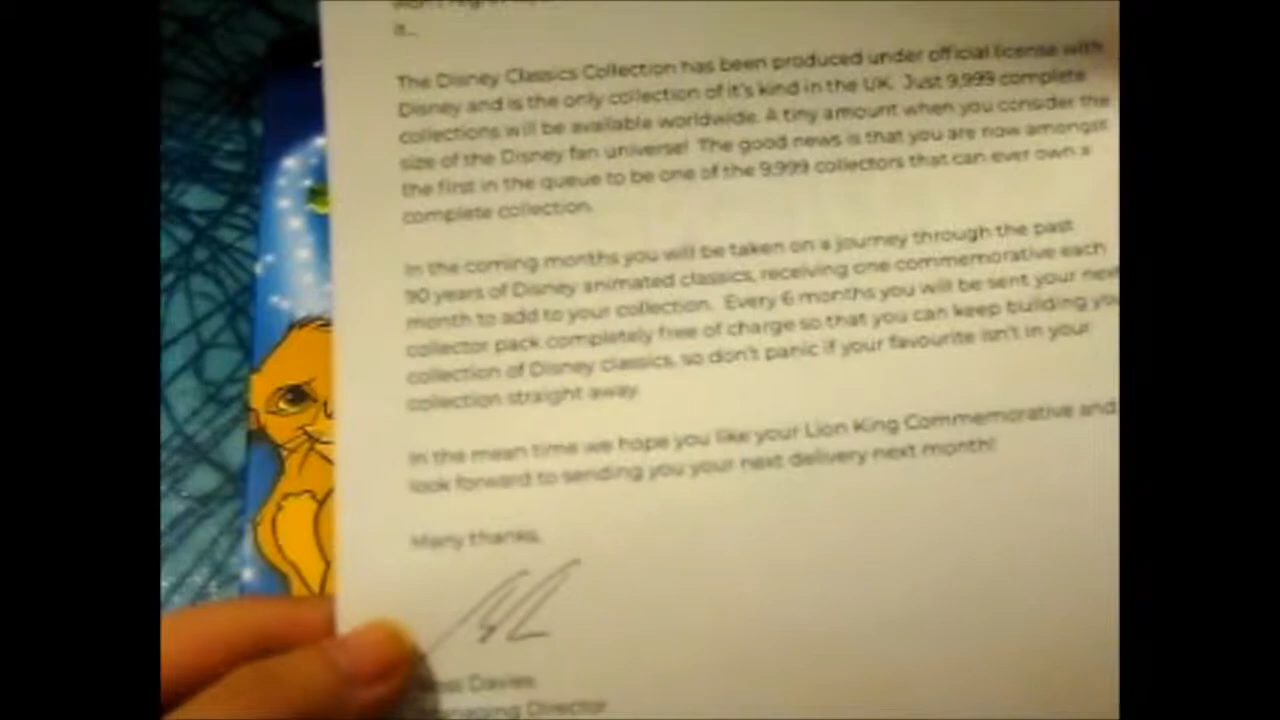 it...
The Disney Classics Collection has been produced under official license with
Disney and is the only collection of it's kind in the UK. Just 9,999 complete
collections will be available worldwide. A tiny amount when you consider the
size of the Disney fan universe! The good news is that you are now amongst
the first in the queue to be one of the 9,999 collectors that can ever own a
complete collection.
In the coming months you will be taken on a journey through the past
90 years of Disney animated classics, receiving one commemorative each
month to add to your collection. Every 6 months you will be sent your next
collector pack completely free of charge so that you can keep building you
collection of Disney classics, so don't panic if your favourite isn't in your
collection straight away.
In the mean time we hope you like your Lion King Commemorative and
look forward to sending you your next delivery next month!
Many thanks,
Davies
Director